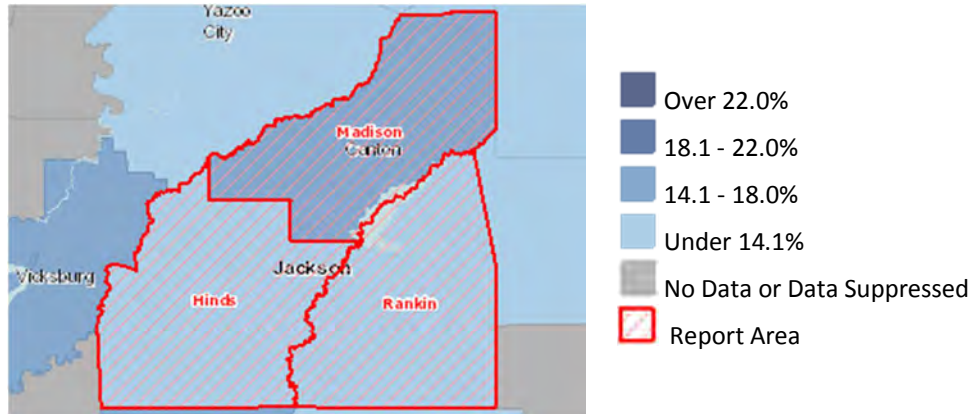 Yazoo
City
Madison
Canton
Vicksburg
Jackson
Hinds
Rankin
Over 22.0%
18.1 - 22.0%
14.1 - 18.0%
Under 14.1%
No Data or Data Suppressed
Report Area